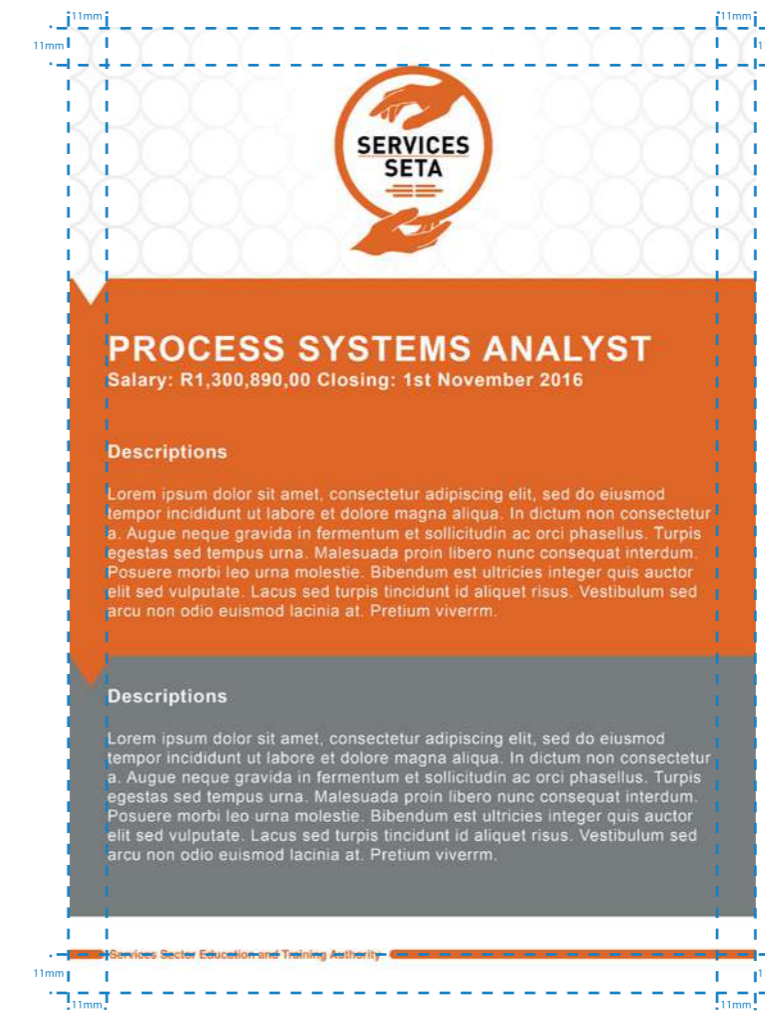 11mm 11mm
11mm
SERVICES
SETA
PROCESS SYSTEMS ANALYST
Salary: R1,300,890,00 Closing: 1st November 2016
Descriptions
Lorem ipsum dolor sit amet, consectetur adipiscing elit, sed do eiusmod
tempor incididunt ut labore et dolore magna aliqua. In dictum non consectetur
a. Augue neque gravida in fermentum et sollicitudin ac orci phasellus. Turpis
egestas sed tempus urna. Malesuada proin libero nunc consequat interdum.
Posuere morbi leo urna molestie. Bibendum est ultricies integer quis auctor
elit sed vulputate. Lacus sed turpis tincidunt id aliquet risus. Vestibulum sed
arcu non odio euismod lacinia at. Pretium viverrm.
Descriptions
Lorem ipsum dolor sit amet, consectetur adipiscing elit, sed do eiusmod
tempor incididunt ut labore et dolore magna aliqua. In dictum non consectetur
a. Augue neque gravida in fermentum et sollicitudin ac orci phasellus. Turpis
egestas sed tempus urna. Malesuada proin libero nunc consequat interdum.
Posuere morbi leo urna molestie. Bibendum est ultricies integer quis auctor
elit sed vulputate. Lacus sed turpis tincidunt id aliquet risus. Vestibulum sed
arcu non odio euismod lacinia at. Pretium viverrm.
Services Sector Education and Training Authority
11mm
11mm 11mm